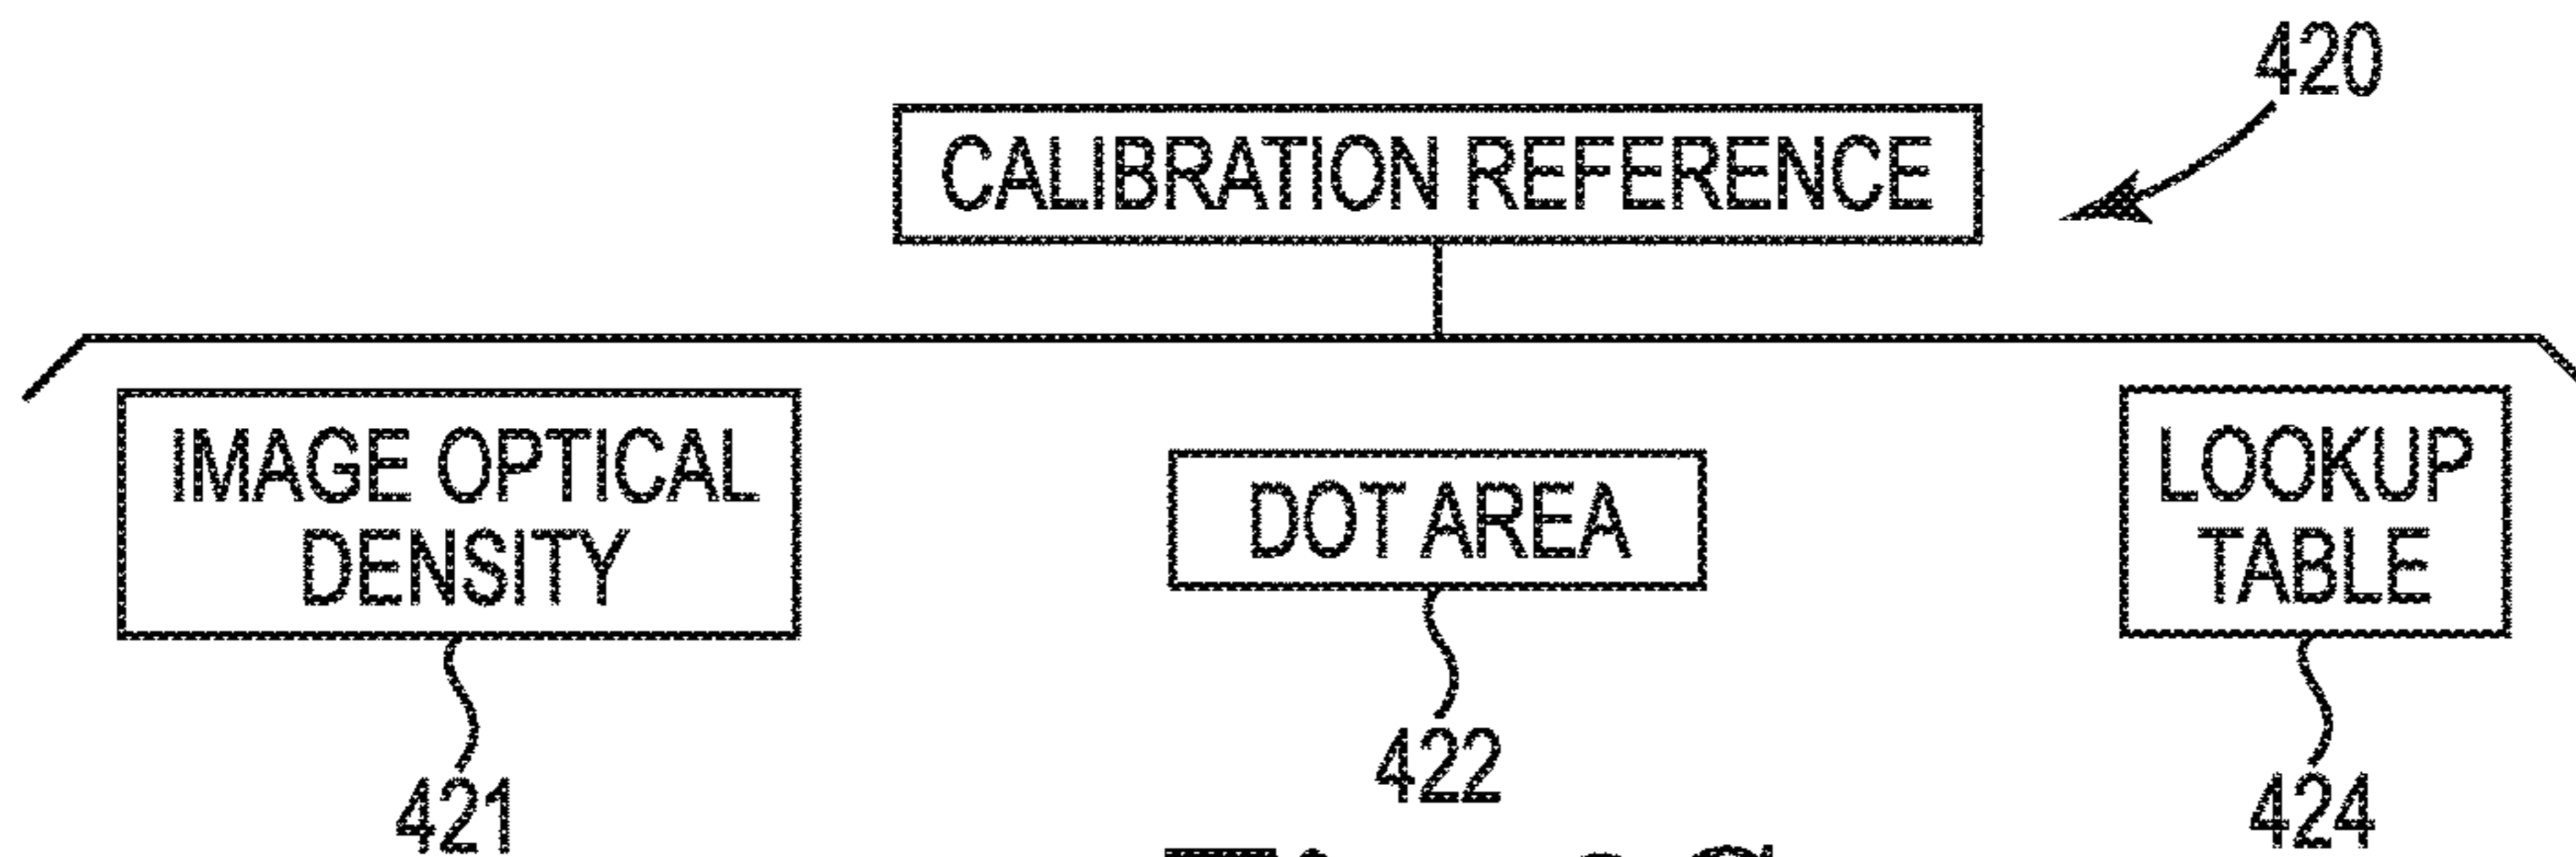 420
CALIBRATION REFERENCE
IMAGE OPTICAL
DENSITY
DOT AREA
LOOKUP
TABLE
421
422
424